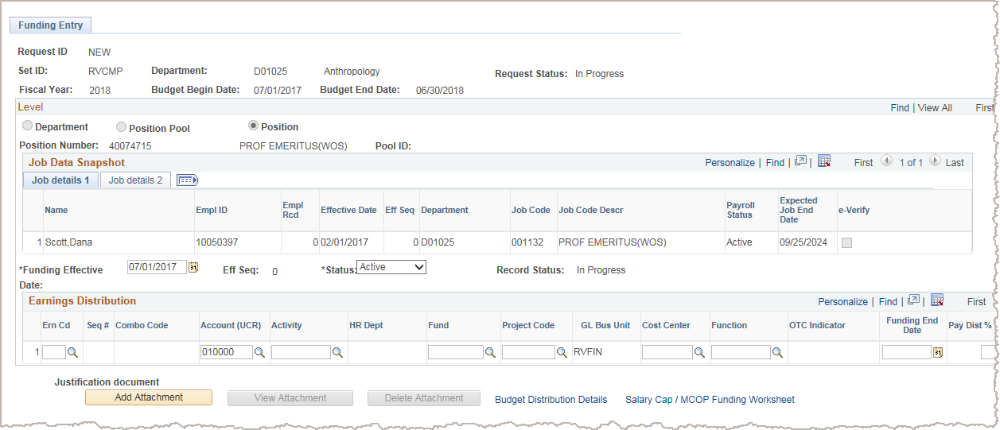 Funding Entry
Request ID NEW
Set ID: RVCMP Department: D01025 Anthropology Request Status: In Progress
Fiscal Year: 2018 Budget Begin Date: 07/01/2017 Budget End Date: 06/30/2018
Level Find | View All First
Department Position Pool Position
Position Number: 40074715 PROF EMERITUS(WOS) Pool ID:
Job Data Snapshot Personalize | Find | | First 1 of 1 Last
Job details 1 Job details 2
Name Empl ID Empl Rcd Effective Date Eff Seq Department Job Code Job Code Descr Payroll Status Expected Job End Date e-Verify
1 Scott,Dana 10050397 0 02/01/2017 0 D01025 001132 PROF EMERITUS(WOS) Active 09/25/2024
*Funding Effective Date: 07/01/2017 31 Eff Seq: 0 *Status: Active Record Status: In Progress
Earnings Distribution Personalize | Find | | First
Ern Cd Seq # Combo Code Account (UCR) Activity HR Dept Fund Project Code GL Bus Unit Cost Center Function OTC Indicator Funding End Date Pay Dist %
1 010000 RVFIN 31
Justification document
Add Attachment View Attachment Delete Attachment Budget Distribution Details Salary Cap / MCOP Funding Worksheet